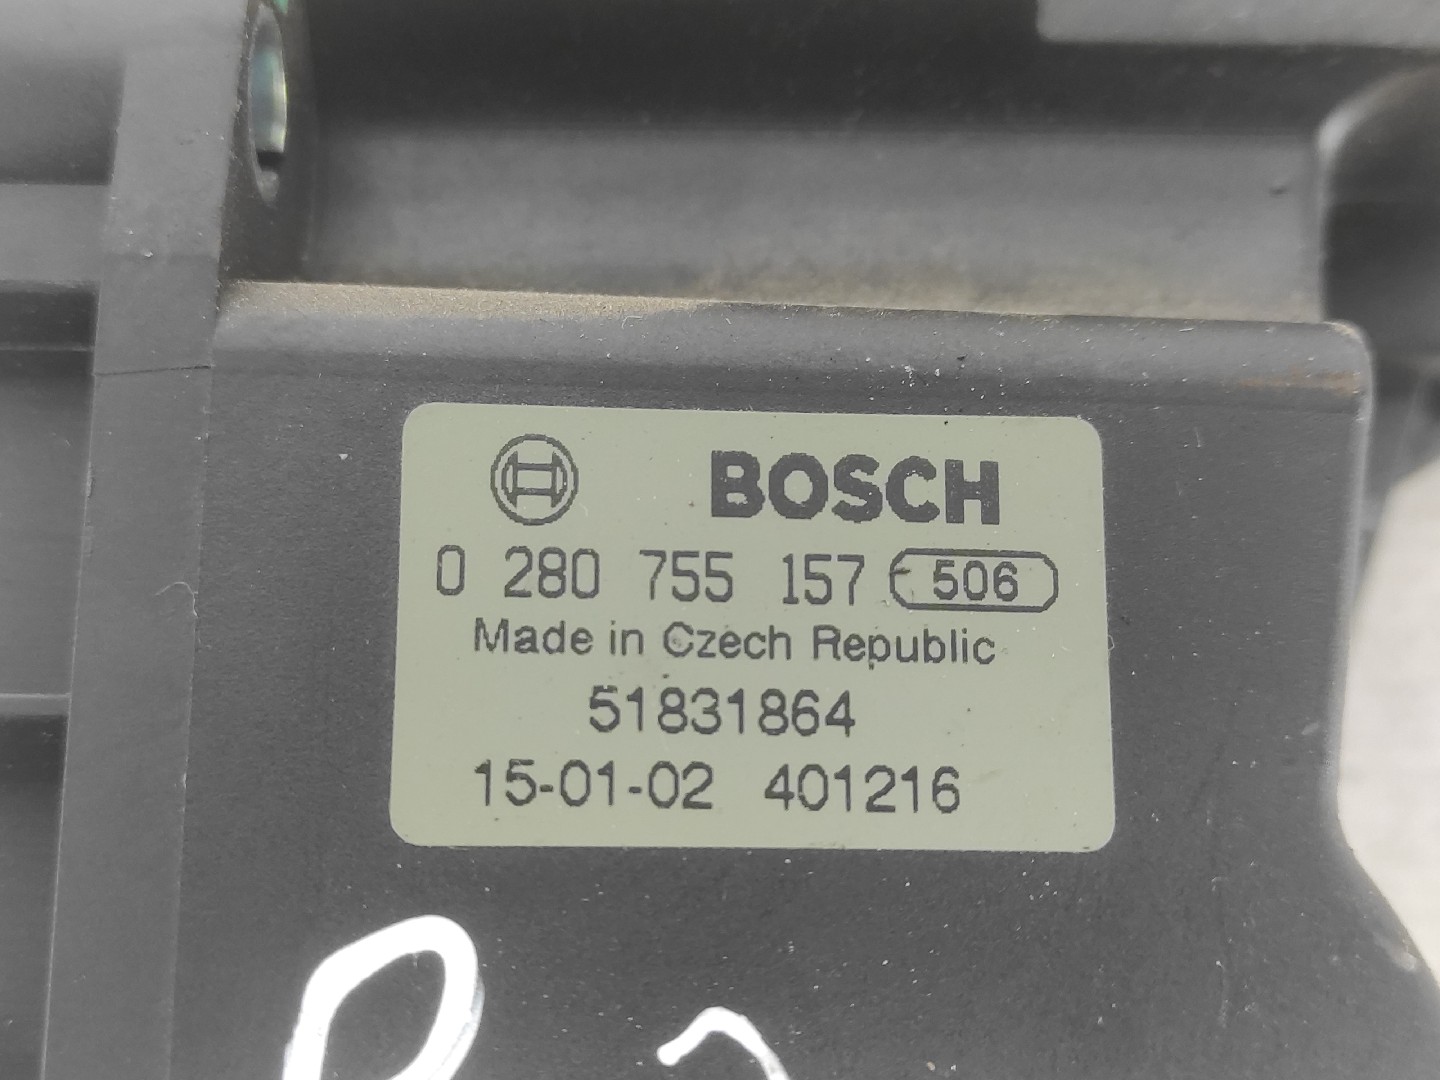 BOSCH
0 280 755 157 506
Made in Czech Republic
51831864
15-01-02 401216